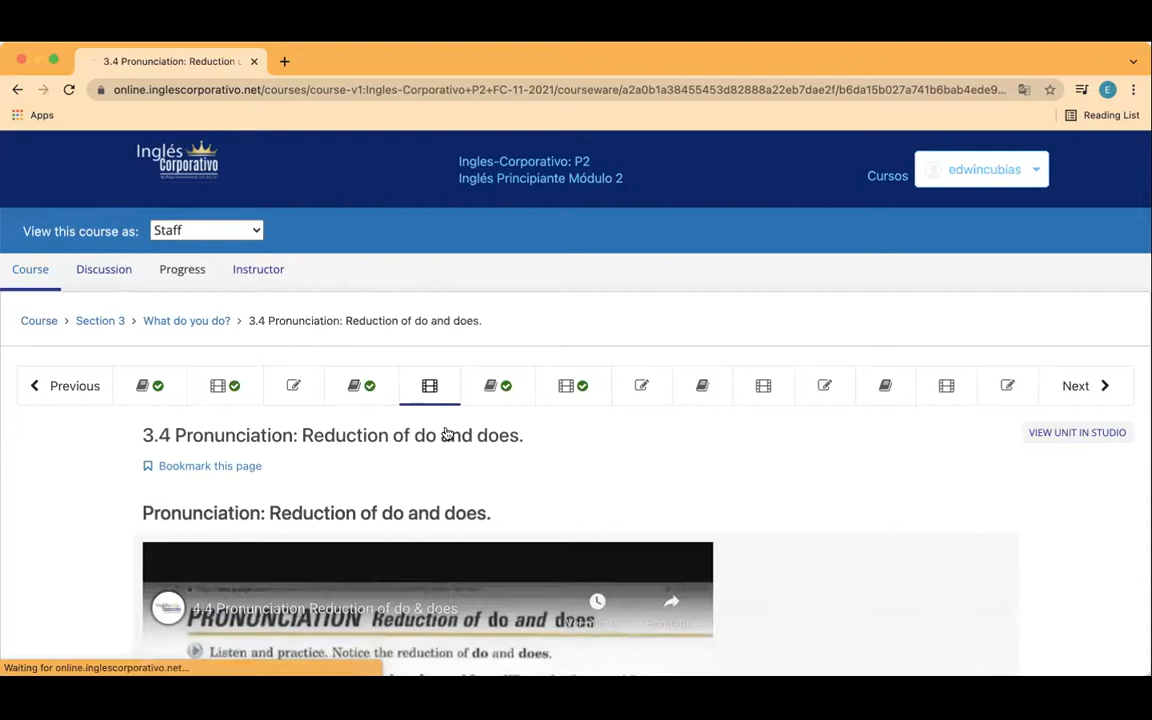 3.4 Pronunciation: Reduction
online.inglescorporativo.net/courses/course-v1:Ingles-Corporativo+P2+FC-11-2021/courseware/a2a0b1a38455453d82888a22eb7dae2f/b6da15b027a741b6bab4ede9...
E
Apps
Reading List
Inglés
Corporativo
Ingles-Corporativo: P2
Inglés Principiante Módulo 2
Cursos
edwincubias
View this course as:
Staff
Course
Discussion
Progress
Instructor
Course > Section 3 > What do you do? > 3.4 Pronunciation: Reduction of do and does.
Previous
Next
3.4 Pronunciation: Reduction of do and does.
VIEW UNIT IN STUDIO
Bookmark this page
Pronunciation: Reduction of do and does.
4.4 Pronunciation Reduction of do & does
PRONUNCIATION Reduction of do and does
Listen and practice. Notice the reduction of do and does.
Waiting for online.inglescorporativo.net...